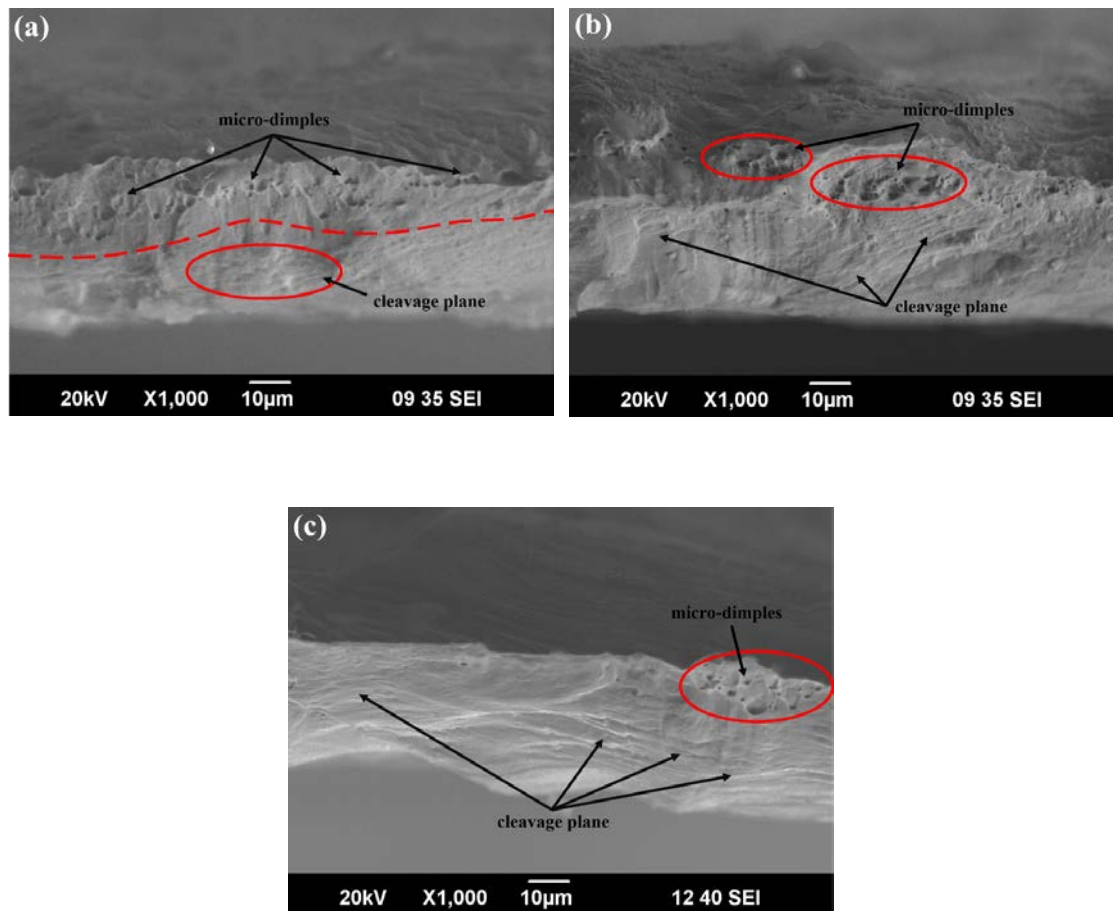 (a)
micro-dimples
cleavage plane
20kV X1,000 10µm 09 35 SEI
(b)
micro-dimples
cleavage plane
20kV X1,000 10µm 09 35 SEI
(c)
micro-dimples
cleavage plane
20kV X1,000 10µm 12 40 SEI